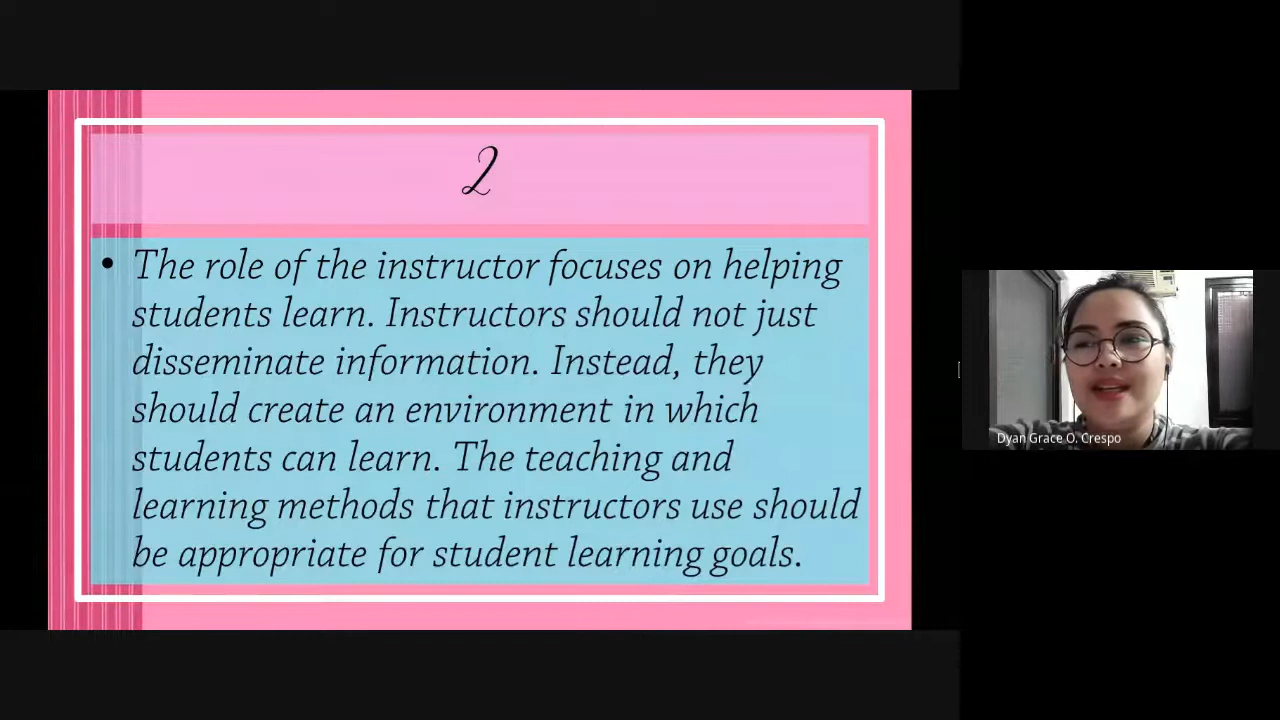 2
• The role of the instructor focuses on helping
students learn. Instructors should not just
disseminate information. Instead, they
should create an environment in which
students can learn. The teaching and
learning methods that instructors use should
be appropriate for student learning goals.
Dyan Grace O. Crespo